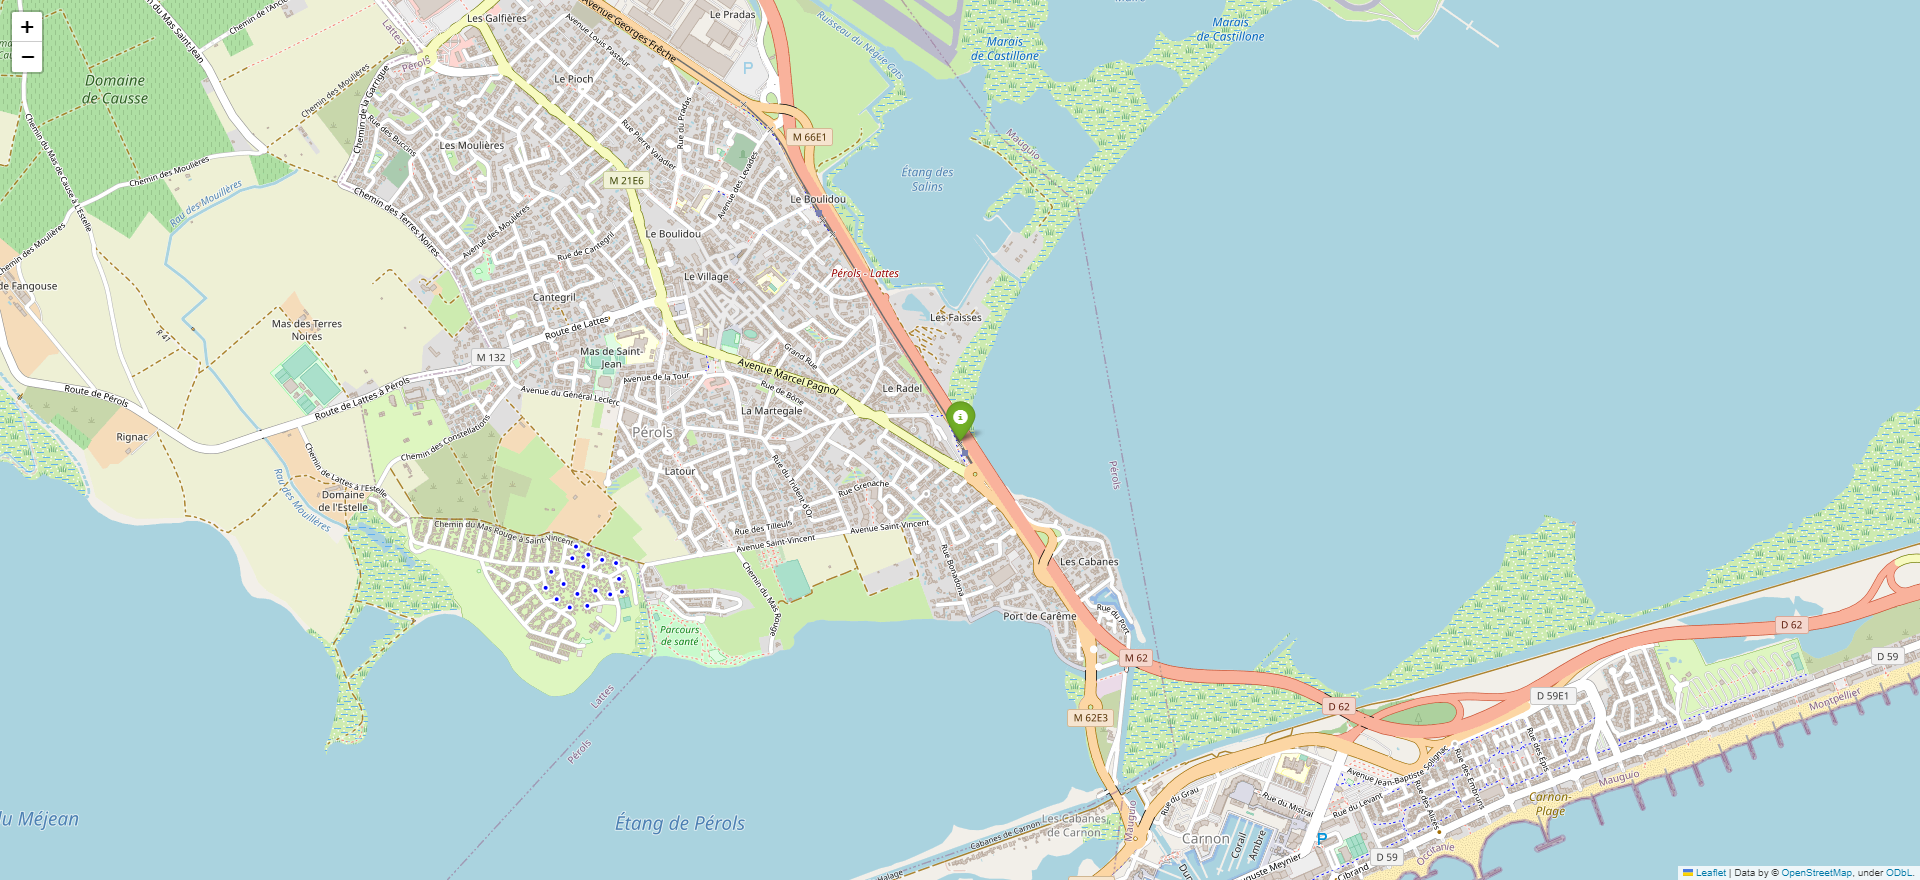 +
−
Les Galfières
Le Pradas
Avenue Georges Frêche
Avenue Louis Pasteur
Chemin du Mas Saint-Jean
Lattes
Pérols
Ruisseau du Nègue Cats
Marais
de Castillone
Marais
de Castillone
Domaine
de Causse
Le Pioch
P
Chemin des Moulières
Chemin de la Garrigue
Rue des Buccins
Rue du Pradas
Rue Pierre Valadier
M 66E1
Mauguio
Les Moulières
Chemin du Mas de Cause à L'Estelle
Chemin des Moulières
Avenue des Levades
M 21E6
Étang des
Salins
Rau des Mouillères
Chemin des Terres Noires
Le Boulidou
Avenue des Moulières
Rue de Cantegril
Le Boulidou
Chemin des Moulières
Le Village
Pérols - Lattes
de Fangouse
Cantegril
Les Faïsses
Mas des Terres
Noires
Route de Lattes
R 41
M 132
Mas de Saint-
Jean
Grand Rue
Avenue Marcel Pagnol
Avenue de la Tour
Rue de Bône
Le Radel
Route de Pérols
Route de Lattes à Pérols
Avenue du Général Leclerc
La Martegale
Rignac
Pérols
Chemin des Constellations
Chemin de Lattes à l'Estelle
Latour
Pérols
Rue du Trident d'Or
Rue Grenache
Domaine
de l'Estelle
Rau des Mouillères
Chemin du Mas Rouge à Saint-Vincent
Rue des Tilleuls
Avenue Saint-Vincent
Avenue Saint-Vincent
Rue Bonadona
Les Cabanes
Chemin du Mas Rouge
Port de Carême
Rue du Port
Parcours
de santé
D 62
M 62
D 59
Lattes
Pérols
D 59E1
D 62
M 62E3
Montpellier
Rue des Épis
Avenue Jean-Baptiste Solignac
Rue des Embruns
Mauguio
Rue du Grau
Rue du Mistral
Rue du Levant
Rue des Alizés
Carnon-
Plage
du Méjean
Étang de Pérols
Les Cabanes
de Carnon
Cabanes de Carnon
Mauguio
Carnon
Corail
Ambre
P
D 59
Occitanie
Halage
Leaflet | Data by © OpenStreetMap, under ODbL.